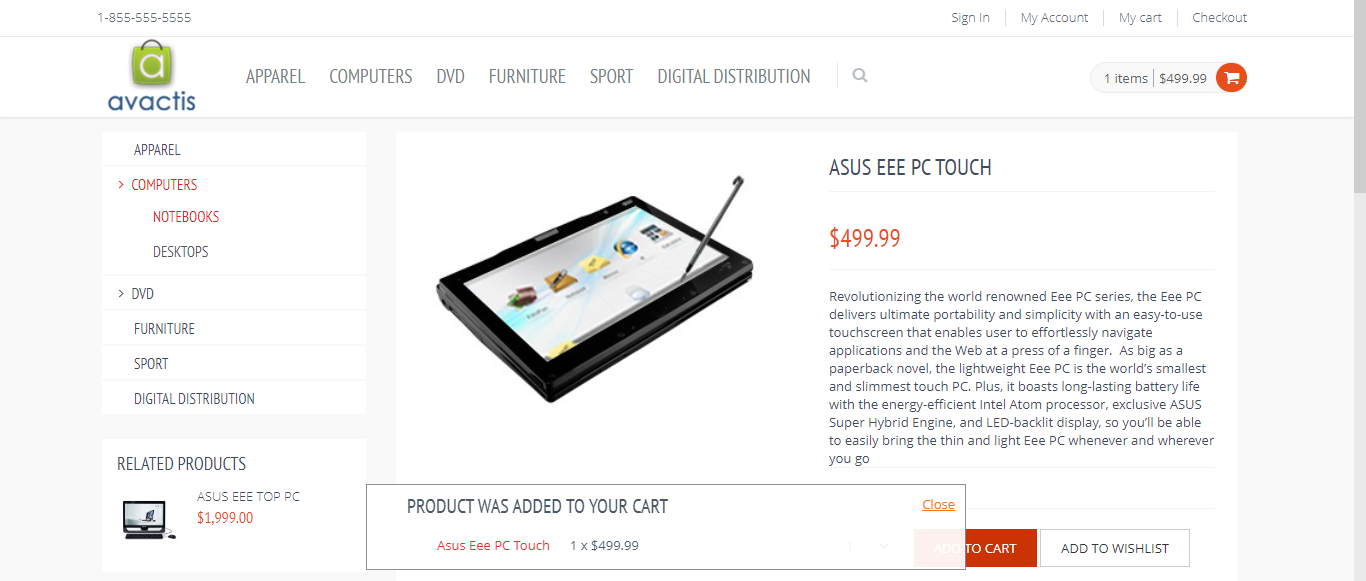 1-855-555-5555
Sign In
My Account
My cart
Checkout
a
avactis
APPAREL
COMPUTERS
DVD
FURNITURE
SPORT
DIGITAL DISTRIBUTION
1 items
$499.99
APPAREL
COMPUTERS
NOTEBOOKS
DESKTOPS
DVD
FURNITURE
SPORT
DIGITAL DISTRIBUTION
RELATED PRODUCTS
ASUS EEE TOP PC
$1,999.00
ASUS EEE PC TOUCH
$499.99
Revolutionizing the world renowned Eee PC series, the Eee PC
delivers ultimate portability and simplicity with an easy-to-use
touchscreen that enables user to effortlessly navigate
applications and the Web at a press of a finger.  As big as a
paperback novel, the lightweight Eee PC is the world’s smallest
and slimmest touch PC. Plus, it boasts long-lasting battery life
with the energy-efficient Intel Atom processor, exclusive ASUS
Super Hybrid Engine, and LED-backlit display, so you’ll be able
to easily bring the thin and light Eee PC whenever and wherever
you go
PRODUCT WAS ADDED TO YOUR CART
Close
Asus Eee PC Touch
1 x $499.99
1
ADD TO CART
ADD TO WISHLIST